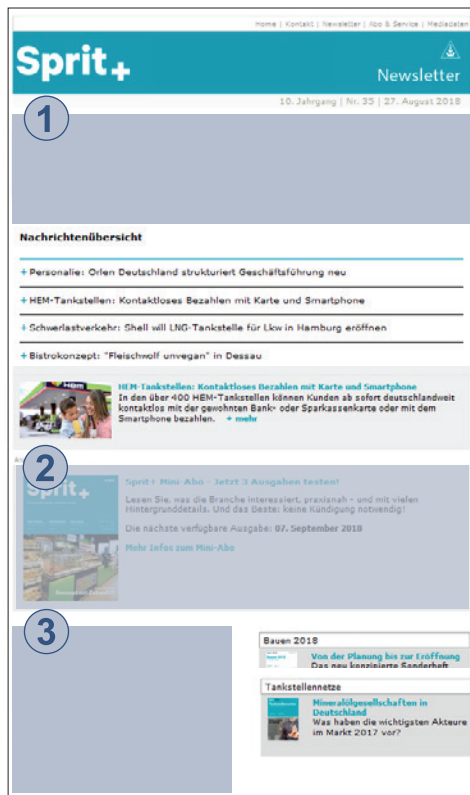 Home | Kontakt | Newsletter | Abo & Service | Mediadaten
Sprit+
Newsletter
10. Jahrgang | Nr. 35 | 27. August 2018
1
Nachrichtenübersicht
+ Personalie: Orlen Deutschland strukturiert Geschäftsführung neu
+ HEM-Tankstellen: Kontaktloses Bezahlen mit Karte und Smartphone
+ Schwerlastverkehr: Shell will LNG-Tankstelle für Lkw in Hamburg eröffnen
+ Bistrokonzept: "Fleischwolf unvegan" in Dessau
HEM
HEM-Tankstellen: Kontaktloses Bezahlen mit Karte und Smartphone
In den über 400 HEM-Tankstellen können Kunden ab sofort deutschlandweit
kontaktlos mit der gewohnten Bank- oder Sparkassenkarte oder mit dem
Smartphone bezahlen. + mehr
2
Sprit+
Sprit+ Mini-Abo - Jetzt 3 Ausgaben testen!
Lesen Sie, was die Branche interessiert, praxisnah - und mit vielen
Hintergrunddetails. Und das Beste: keine Kündigung notwendig!
Die nächste verfügbare Ausgabe: 07. September 2018
Mehr Infos zum Mini-Abo
3
Bauen 2018
Von der Planung bis zur Eröffnung
Das neu konzipierte Sonderheft
Tankstellennetze
Mineralölgesellschaften in
Deutschland
Was haben die wichtigsten Akteure
im Markt 2017 vor?